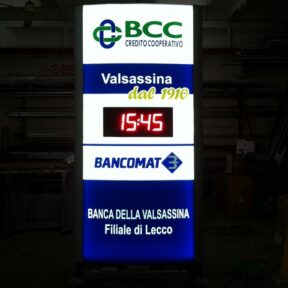 BCC
CREDITO COOPERATIVO
Valsassina
dal 1910
15:45
BANCOMAT
BANCA DELLA VALSASSINA
Filiale di Lecco